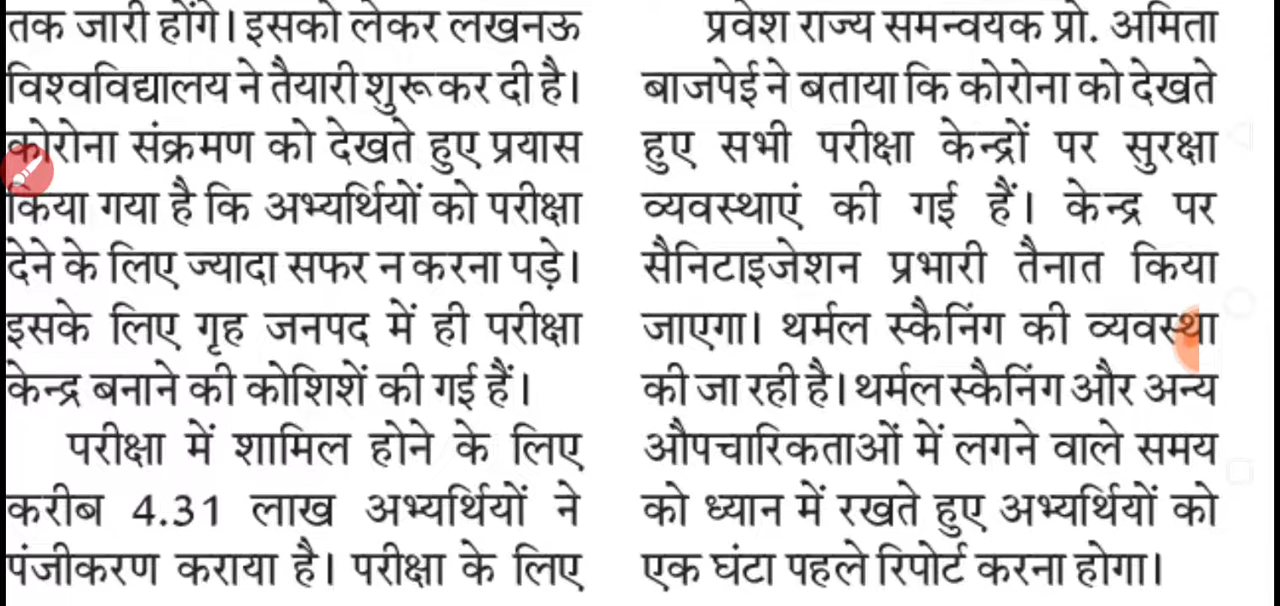 तक जारी होंगे। इसको लेकर लखनऊ
विश्वविद्यालय ने तैयारी शुरू कर दी है।
कोरोना संक्रमण को देखते हुए प्रयास
किया गया है कि अभ्यर्थियों को परीक्षा
देने के लिए ज्यादा सफर न करना पड़े।
इसके लिए गृह जनपद में ही परीक्षा
केन्द्र बनाने की कोशिशें की गई हैं।
परीक्षा में शामिल होने के लिए
करीब 4.31 लाख अभ्यर्थियों ने
पंजीकरण कराया है। परीक्षा के लिए
प्रवेश राज्य समन्वयक प्रो. अमिता
बाजपेई ने बताया कि कोरोना को देखते
हुए सभी परीक्षा केन्द्रों पर सुरक्षा
व्यवस्थाएं की गई हैं। केन्द्र पर
सैनिटाइजेशन प्रभारी तैनात किया
जाएगा। थर्मल स्कैनिंग की व्यवस्था
की जा रही है। थर्मल स्कैनिंग और अन्य
औपचारिकताओं में लगने वाले समय
को ध्यान में रखते हुए अभ्यर्थियों को
एक घंटा पहले रिपोर्ट करना होगा।